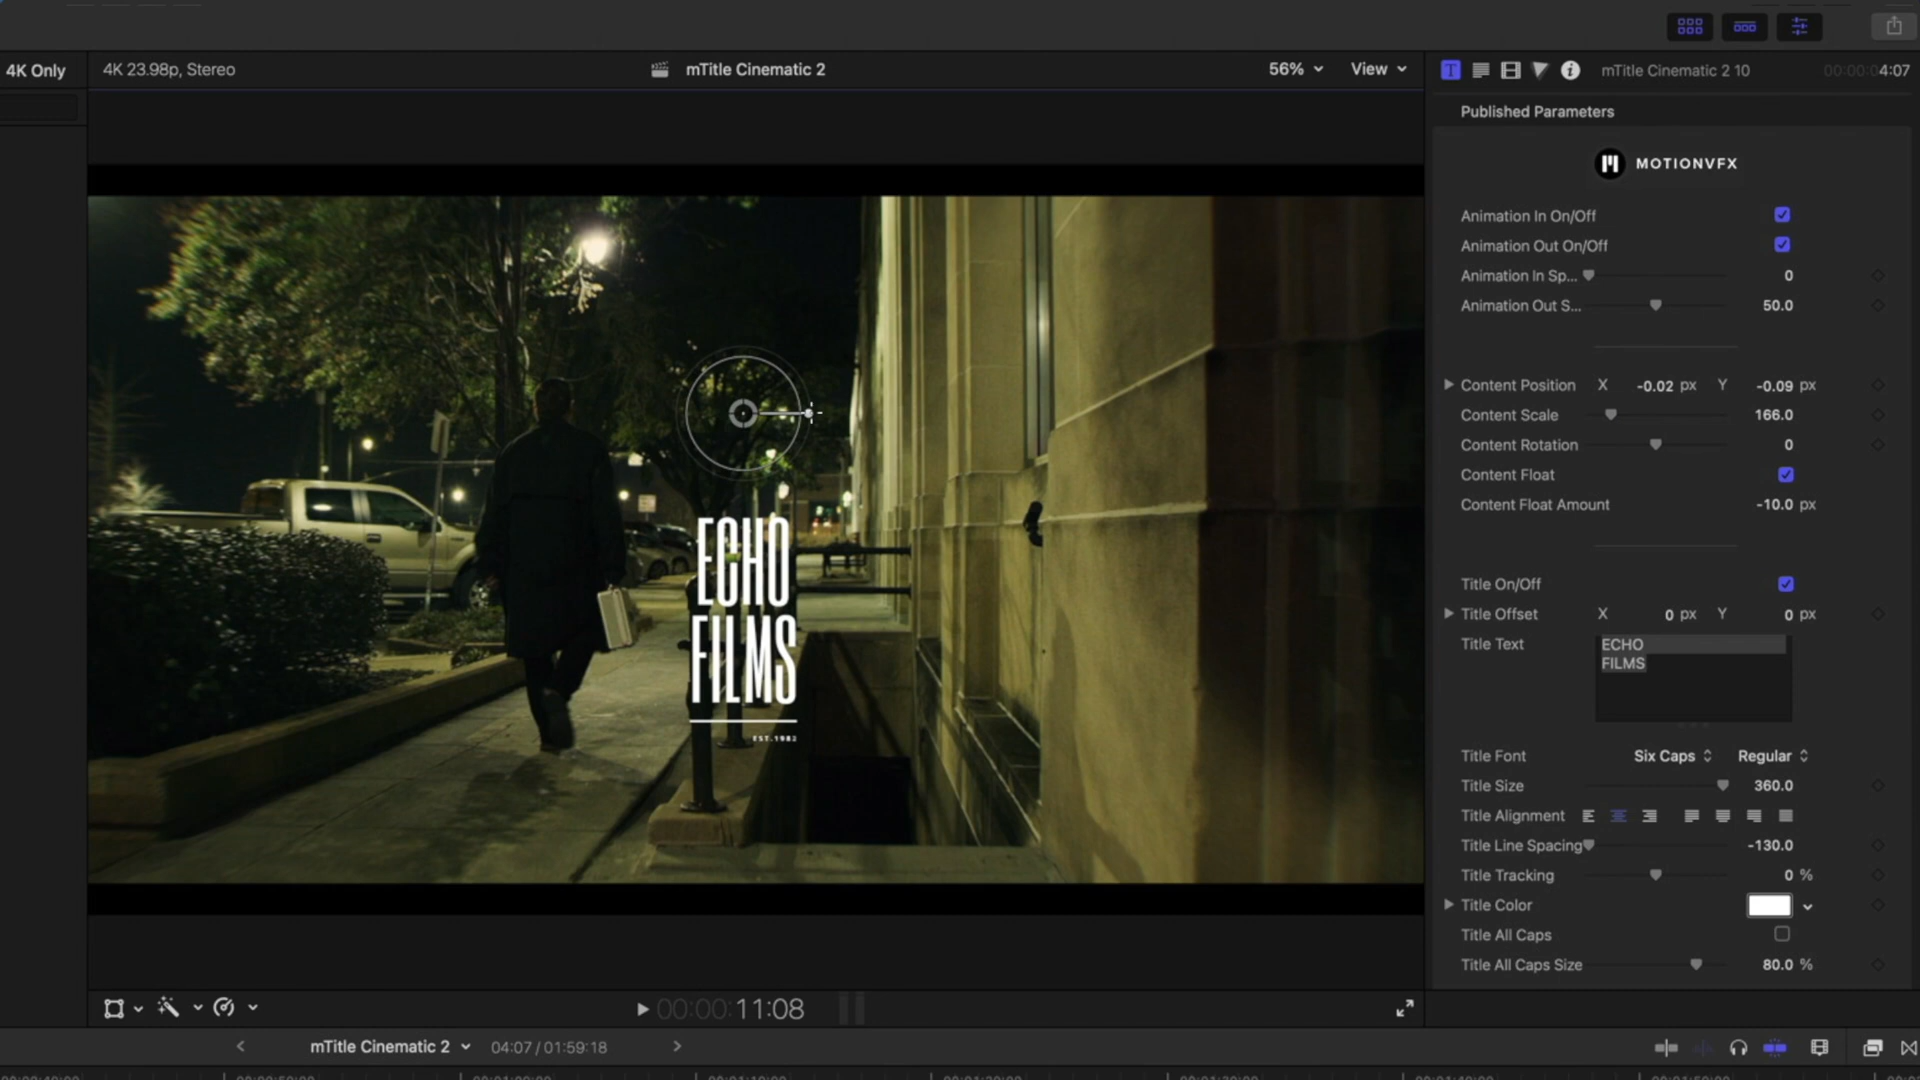 4K Only
4K 23.98p, Stereo
mTitle Cinematic 2
56%
View
T
mTitle Cinematic 2 10
00:00:04:07
Published Parameters
MOTIONVFX
Animation In On/Off
Animation Out On/Off
Animation In Sp... 0
Animation Out S... 50.0
Content Position X -0.02 px Y -0.09 px
Content Scale 166.0
Content Rotation 0
Content Float
Content Float Amount -10.0 px
Title On/Off
Title Offset X 0 px Y 0 px
Title Text ECHO
FILMS
Title Font Six Caps Regular
Title Size 360.0
Title Alignment
Title Line Spacing -130.0
Title Tracking 0 %
Title Color
Title All Caps
Title All Caps Size 80.0 %
ECHO
FILMS
EST.1982
00:00:11:08
mTitle Cinematic 2
04:07 / 01:59:18